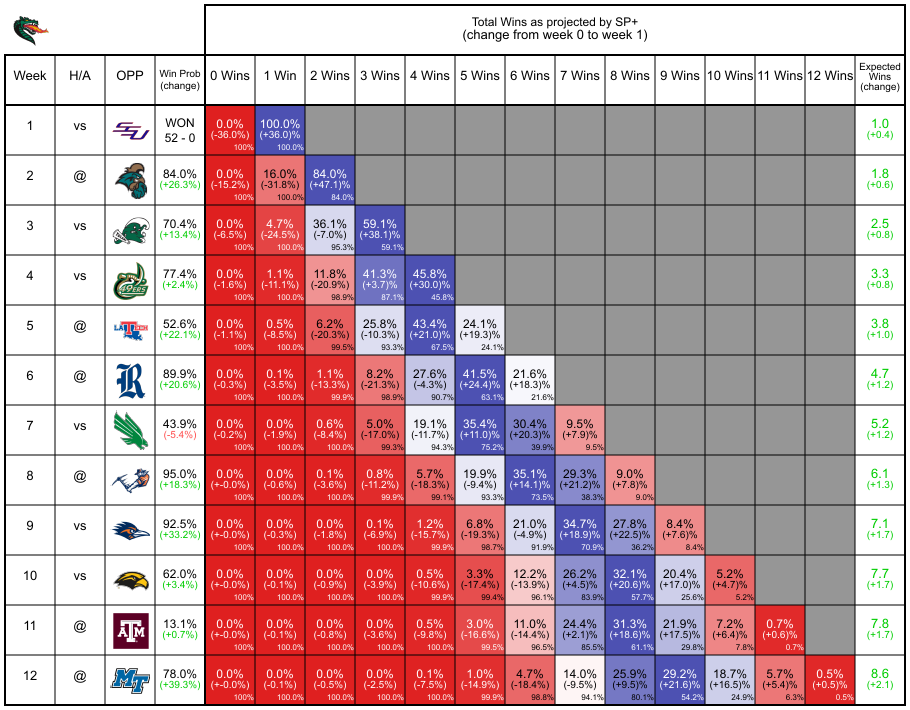 Total Wins as projected by SP+
(change from week 0 to week 1)
Week H/A OPP Win Prob (change) 0 Wins 1 Win 2 Wins 3 Wins 4 Wins 5 Wins 6 Wins 7 Wins 8 Wins 9 Wins 10 Wins 11 Wins 12 Wins Expected Wins (change)
1 vs SSU WON 0.0% 100.0% 1.0
52 - 0 (-36.0%) (+36.0)% (+0.4)
100% 100.0%
2 @ 84.0% 0.0% 16.0% 84.0% 1.8
(+26.3%) (-15.2%) (-31.8%) (+47.1)% (+0.6)
100% 100.0% 84.0%
3 vs 70.4% 0.0% 4.7% 36.1% 59.1% 2.5
(+13.4%) (-6.5%) (-24.5%) (-7.0%) (+38.1)% (+0.8)
100% 100.0% 95.3% 59.1%
4 vs 49ERS 77.4% 0.0% 1.1% 11.8% 41.3% 45.8% 3.3
(+2.4%) (-1.6%) (-11.1%) (-20.9%) (+3.7)% (+30.0)% (+0.8)
100% 100.0% 98.9% 87.1% 45.8%
5 @ LA TECH 52.6% 0.0% 0.5% 6.2% 25.8% 43.4% 24.1% 3.8
(+22.1%) (-1.1%) (-8.5%) (-20.3%) (-10.3%) (+21.0)% (+19.3)% (+1.0)
100% 100.0% 99.5% 93.3% 67.5% 24.1%
6 @ R 89.9% 0.0% 0.1% 1.1% 8.2% 27.6% 41.5% 21.6% 4.7
(+20.6%) (-0.3%) (-3.5%) (-13.3%) (-21.3%) (-4.3%) (+24.4)% (+18.3)% (+1.2)
100% 100.0% 99.9% 98.9% 90.7% 63.1% 21.6%
7 vs 43.9% 0.0% 0.0% 0.6% 5.0% 19.1% 35.4% 30.4% 9.5% 5.2
(-5.4%) (-0.2%) (-1.9%) (-8.4%) (-17.0%) (-11.7%) (+11.0)% (+20.3)% (+7.9)% (+1.2)
100% 100.0% 100.0% 99.3% 94.3% 75.2% 39.9% 9.5%
8 @ 95.0% 0.0% 0.0% 0.1% 0.8% 5.7% 19.9% 35.1% 29.3% 9.0% 6.1
(+18.3%) (+-0.0%) (-0.6%) (-3.6%) (-11.2%) (-18.3%) (-9.4%) (+14.1)% (+21.2)% (+7.8)% (+1.3)
100% 100.0% 100.0% 99.9% 99.1% 93.3% 73.5% 38.3% 9.0%
9 vs 92.5% 0.0% 0.0% 0.0% 0.1% 1.2% 6.8% 21.0% 34.7% 27.8% 8.4% 7.1
(+33.2%) (+-0.0%) (-0.3%) (-1.8%) (-6.9%) (-15.7%) (-19.3%) (-4.9%) (+18.9)% (+22.5)% (+7.6)% (+1.7)
100% 100.0% 100.0% 100.0% 99.9% 98.7% 91.9% 70.9% 36.2% 8.4%
10 vs 62.0% 0.0% 0.0% 0.0% 0.0% 0.5% 3.3% 12.2% 26.2% 32.1% 20.4% 5.2% 7.7
(+3.4%) (+-0.0%) (-0.1%) (-0.9%) (-3.9%) (-10.6%) (-17.4%) (-13.9%) (+4.5)% (+20.6)% (+17.0)% (+4.7)% (+1.7)
100% 100.0% 100.0% 100.0% 99.9% 99.4% 96.1% 83.9% 57.7% 25.6% 5.2%
11 @ ATM 13.1% 0.0% 0.0% 0.0% 0.0% 0.5% 3.0% 11.0% 24.4% 31.3% 21.9% 7.2% 0.7% 7.8
(+0.7%) (+-0.0%) (-0.1%) (-0.8%) (-3.6%) (-9.8%) (-16.6%) (-14.4%) (+2.1)% (+18.6)% (+17.5)% (+6.4)% (+0.6)% (+1.7)
100% 100.0% 100.0% 100.0% 100.0% 99.5% 96.5% 85.5% 61.1% 29.8% 7.8% 0.7%
12 @ MT 78.0% 0.0% 0.0% 0.0% 0.0% 0.1% 1.0% 4.7% 14.0% 25.9% 29.2% 18.7% 5.7% 0.5% 8.6
(+39.3%) (+-0.0%) (-0.1%) (-0.5%) (-2.5%) (-7.5%) (-14.9%) (-18.4%) (-9.5%) (+9.5)% (+21.6)% (+16.5)% (+5.4)% (+0.5)% (+2.1)
100% 100.0% 100.0% 100.0% 100.0% 99.9% 98.8% 94.1% 80.1% 54.2% 24.9% 6.3% 0.5%